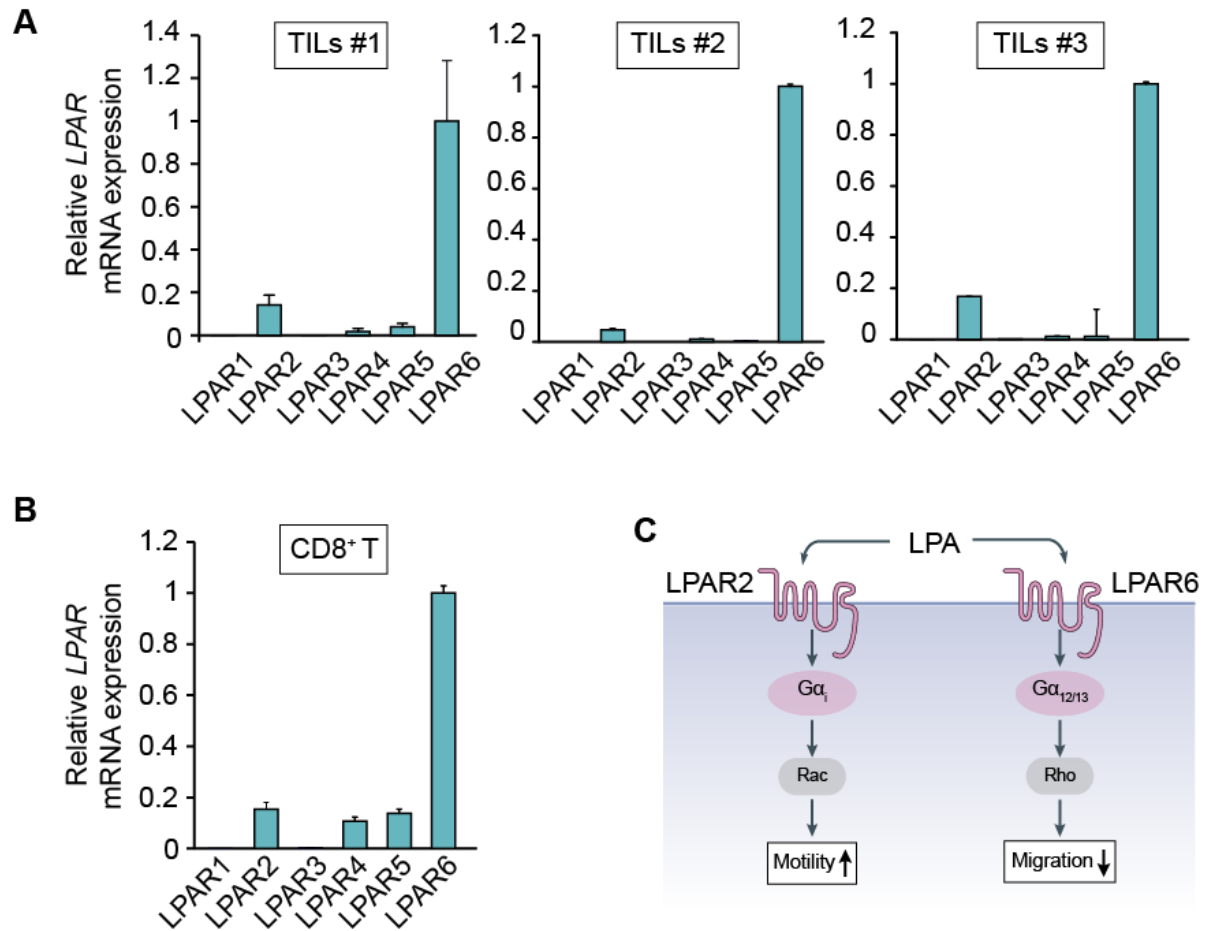 A
TILs #1
TILs #2
TILs #3
Relative LPAR
mRNA expression
1.4
1.2
1
0.8
0.6
0.4
0.2
0
LPAR1
LPAR2
LPAR3
LPAR4
LPAR5
LPAR6
1.2
1
0.8
0.6
0.4
0.2
0
LPAR1
LPAR2
LPAR3
LPAR4
LPAR5
LPAR6
1.2
1
0.8
0.6
0.4
0.2
0
LPAR1
LPAR2
LPAR3
LPAR4
LPAR5
LPAR6
B
CD8⁺ T
Relative LPAR
mRNA expression
1.2
1
0.8
0.6
0.4
0.2
0
LPAR1
LPAR2
LPAR3
LPAR4
LPAR5
LPAR6
C
LPA
LPAR2
LPAR6
Gαi
Gα12/13
Rac
Rho
Motility ↑
Migration ↓